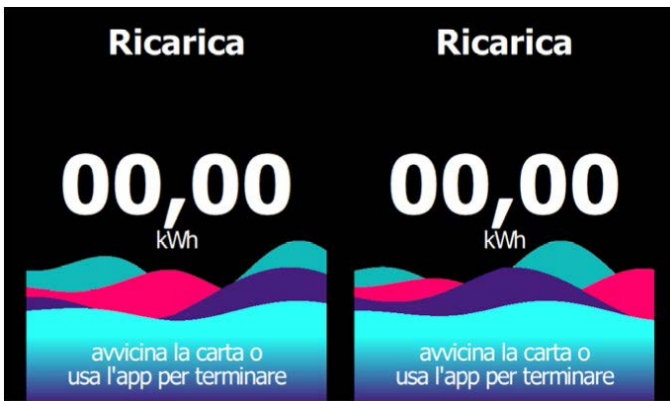 Ricarica
00,00
kWh
avvicina la carta o
usa l'app per terminare
Ricarica
00,00
kWh
avvicina la carta o
usa l'app per terminare